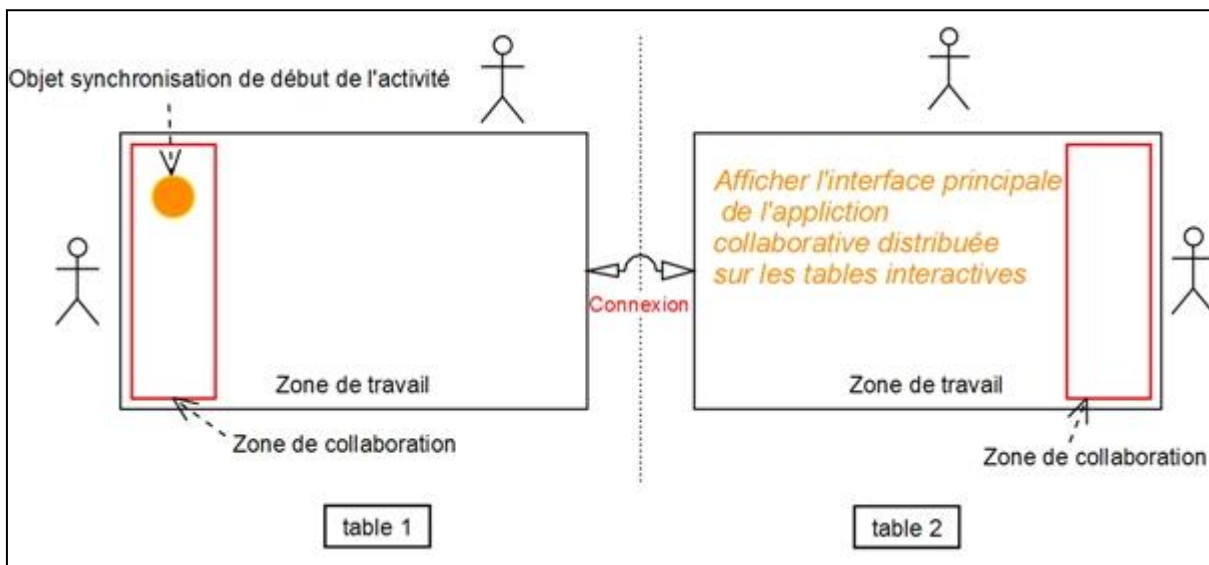 Objet synchronisation de début de l'activité
Afficher l'interface principale
de l'appliction
collaborative distribuée
sur les tables interactives
Connexion
Zone de travail
Zone de travail
Zone de collaboration
Zone de collaboration
table 1
table 2